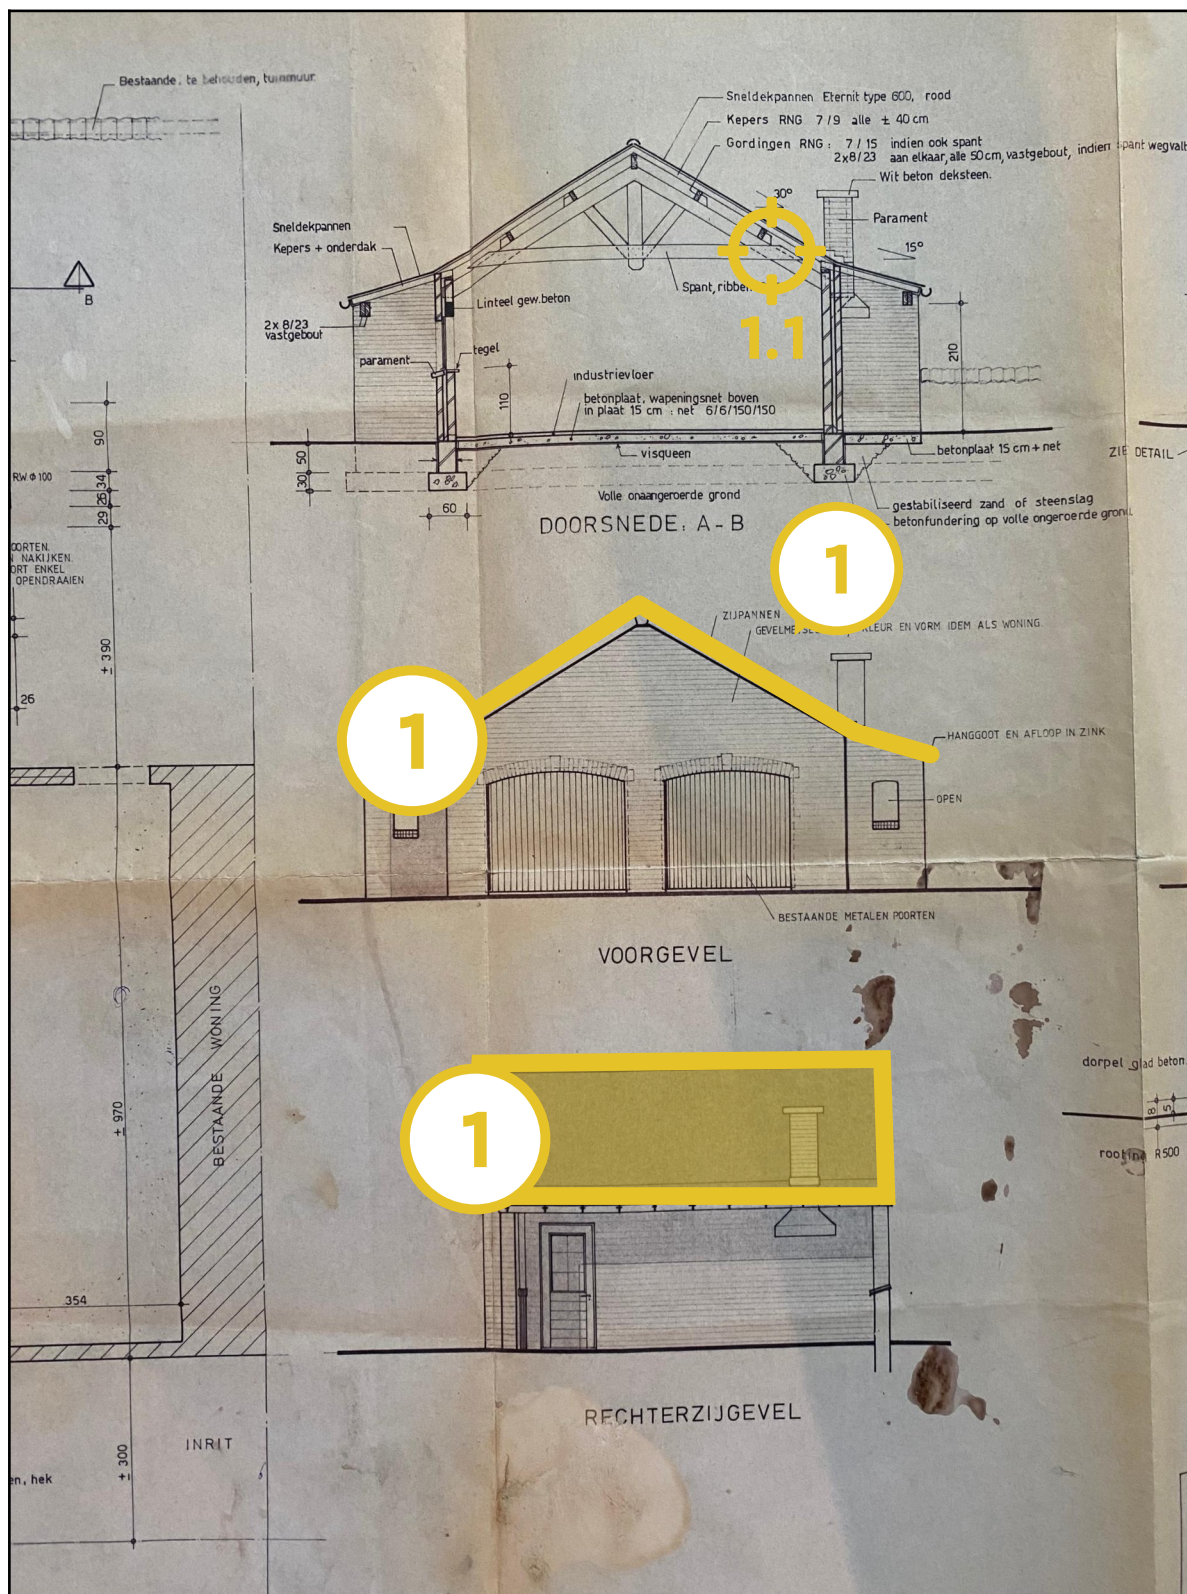 Bestaande, te behouden, tuinmuur.
Sneldekpannen Eternit type 600, rood
Kepers RNG 7/9 alle ± 40 cm
Gordingen RNG: 7/15 indien ook spant
2x8/23 aan elkaar, alle 50cm, vastgebout, indien spant wegvalt
Wit beton deksteen.
30°
Parament
15°
Sneldekpannen
Kepers + onderdak
B
Spant, ribben
Linteel gew. beton
2x 8/23
vastgebout
1.1
parament
tegel
210
industrievloer
110
betonplaat, wapeningsnet boven
in plaat 15 cm : net 6/6/150/150
90
visqueen
betonplaat 15 cm + net
ZIE DETAIL
50
RW ϕ 100
34
30
26
29
Volle onaangeroerde grond
60
gestabiliseerd zand of steenslag
betonfundering op volle ongeroerde grond
DOORSNEDE: A - B
NAKIJKEN
ORT ENKEL
OPENDRAAIEN
1
ZIJPANNEN
KLEUR EN VORM IDEM ALS WONING.
± 390
26
1
HANGGOOT EN AFLOOP IN ZINK
OPEN
BESTAANDE METALEN POORTEN
VOORGEVEL
BESTAANDE WONING
± 970
dorpel glad beton.
8
5
1
R500
354
RECHTERZIJGEVEL
INRIT
± 300
en, hek